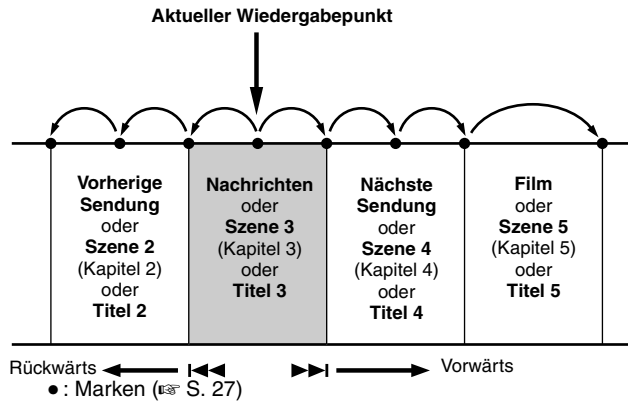 Aktueller Wiedergabepunkt
Vorherige
Sendung
oder
Szene 2
(Kapitel 2)
oder
Titel 2
Nachrichten
oder
Szene 3
(Kapitel 3)
oder
Titel 3
Nächste
Sendung
oder
Szene 4
(Kapitel 4)
oder
Titel 4
Film
oder
Szene 5
(Kapitel 5)
oder
Titel 5
Rückwärts
Vorwärts
● : Marken (☞ S. 27)